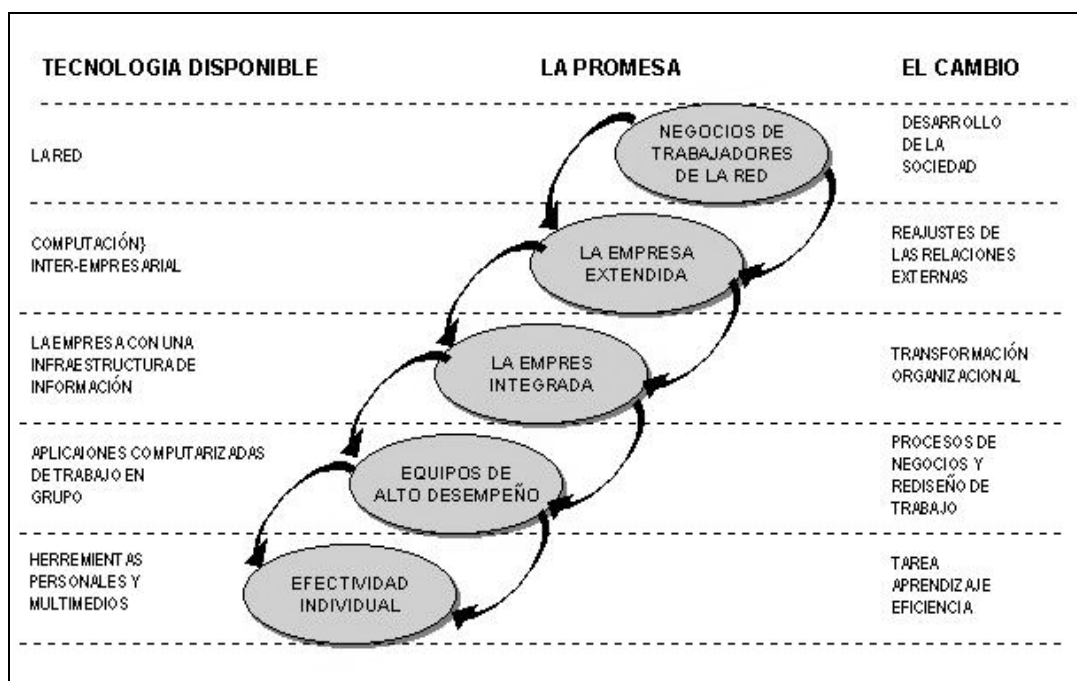 TECNOLOGIA DISPONIBLE
LA PROMESA
EL CAMBIO
LA RED
NEGOCIOS DE
TRABAJADORES
DE LA RED
DESARROLLO
DE LA
SOCIEDAD
COMPUTACIÓN}
INTER-EMPRESARIAL
LA EMPRESA
EXTENDIDA
REAJUSTES DE
LAS RELACIONES
EXTERNAS
LA EMPRESA CON UNA
INFRAESTRUCTURA DE
INFORMACIÓN
LA EMPRES
INTEGRADA
TRANSFORMACIÓN
ORGANIZACIONAL
APLICAIONES COMPUTARIZADAS
DE TRABAJO EN
GRUPO
EQUIPOS DE
ALTO DESEMPEÑO
PROCESOS DE
NEGOCIOS Y
REDISEÑO DE
TRABAJO
HERREMIENTAS
PERSONALES Y
MULTIMEDIOS
EFECTIVIDAD
INDIVIDUAL
TAREA
APRENDIZAJE
EFICIENCIA